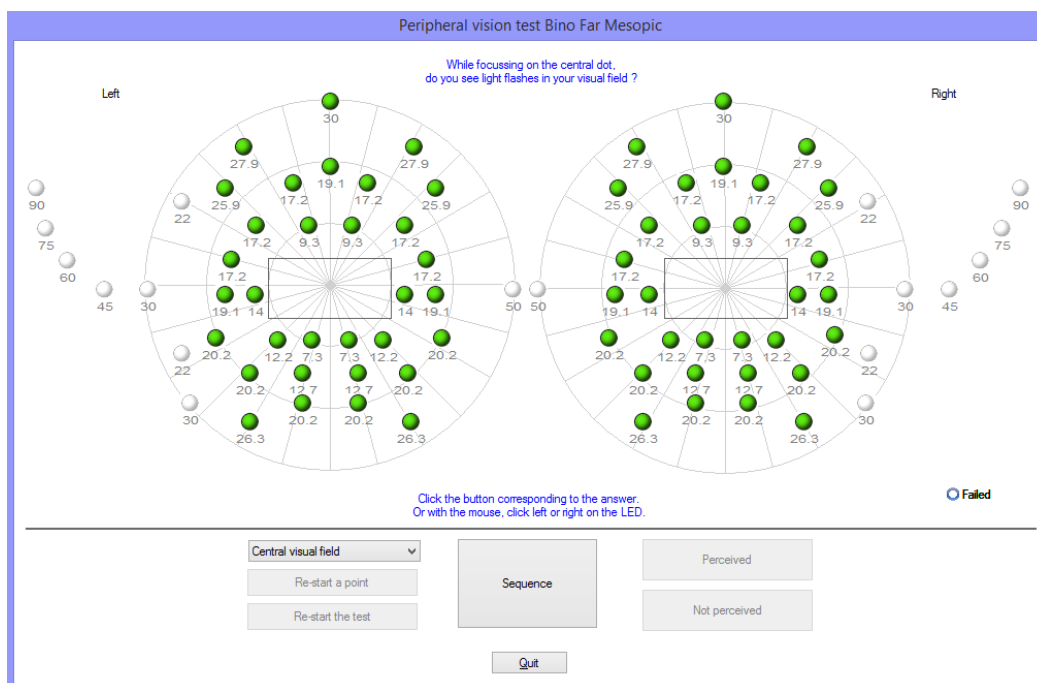 Peripheral vision test Bino Far Mesopic
While focussing on the central dot,
do you see light flashes in your visual field ?
Left Right
30 30
27.9 27.9 27.9 27.9
19.1 19.1
25.9 17.2 17.2 25.9 25.9 17.2 17.2 25.9
90 22 22 90
17.2 9.3 9.3 17.2 17.2 9.3 9.3 17.2
75 75
60 17.2 17.2 17.2 17.2 60
45 30 19.1 14 14 19.1 50 50 19.1 14 14 19.1 30 45
20.2 12.2 7.3 7.3 12.2 20.2 20.2 12.2 7.3 7.3 12.2 20.2
22 22
20.2 12.7 12.7 20.2 20.2 12.7 12.7 20.2
30 20.2 20.2 20.2 20.2 30
26.3 26.3 26.3 26.3
Click the button corresponding to the answer.
Or with the mouse, click left or right on the LED.
Failed
Central visual field
Re-start a point
Re-start the test
Sequence
Perceived
Not perceived
Quit